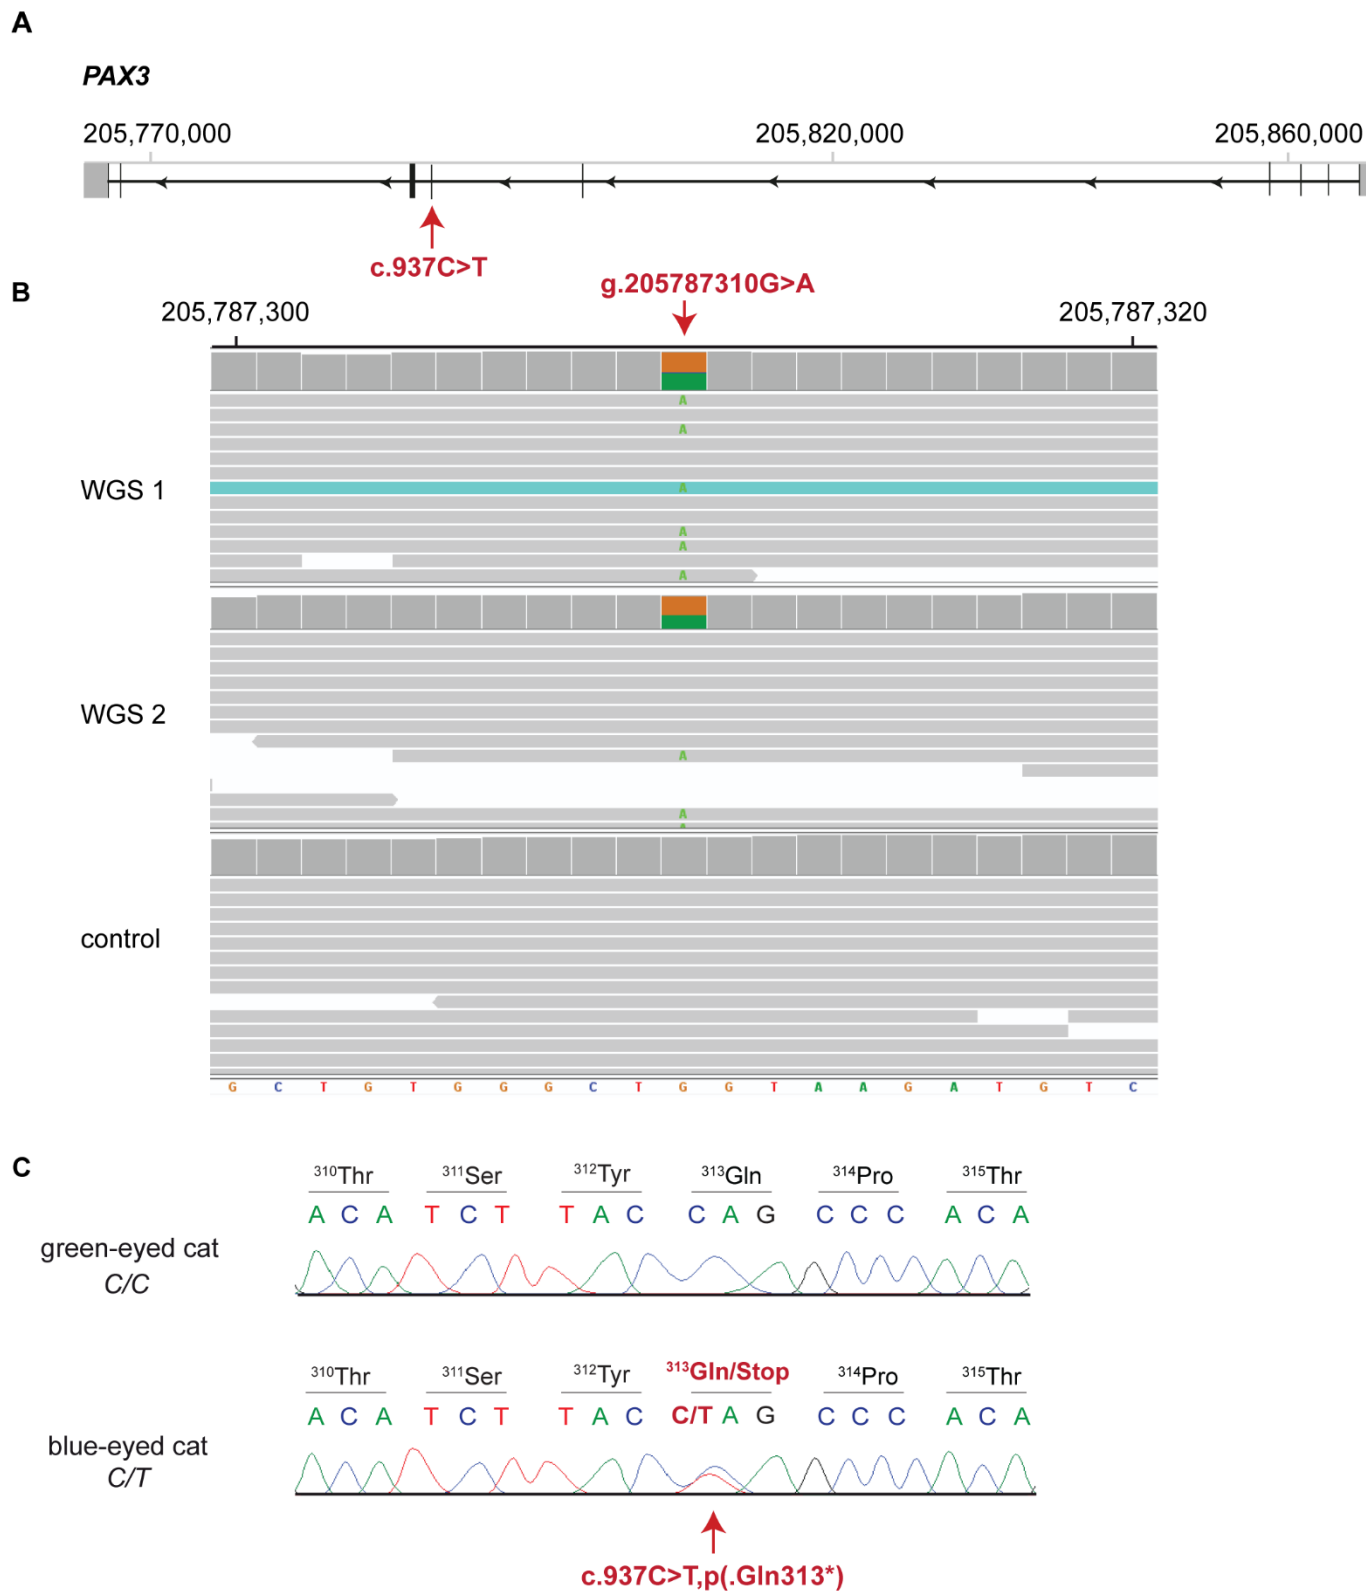 A
PAX3
205,770,000 205,820,000 205,860,000
c.937C>T
B
g.205787310G>A
205,787,300 205,787,320
A
A
WGS 1
A
A
A
A
WGS 2
A
A
A
control
G C T G T G G G C T G G T A A G A T G T C
C
310Thr 311Ser 312Tyr 313Gln 314Pro 315Thr
A C A T C T T A C C A G C C C A C A
green-eyed cat
C/C
310Thr 311Ser 312Tyr 313Gln/Stop 314Pro 315Thr
A C A T C T T A C C/T A G C C C A C A
blue-eyed cat
C/T
c.937C>T,p(.Gln313*)